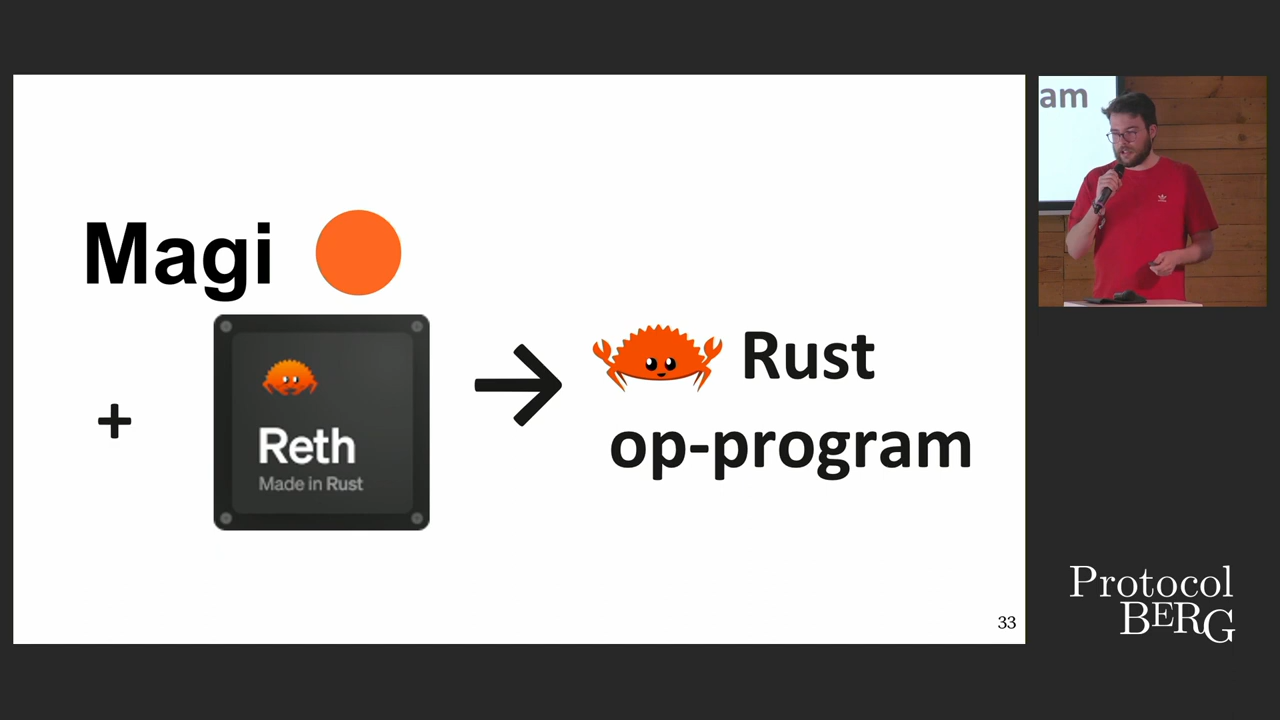 Magi
+
Reth
Made in Rust
Rust
op-program
33
am
Protocol
BERG